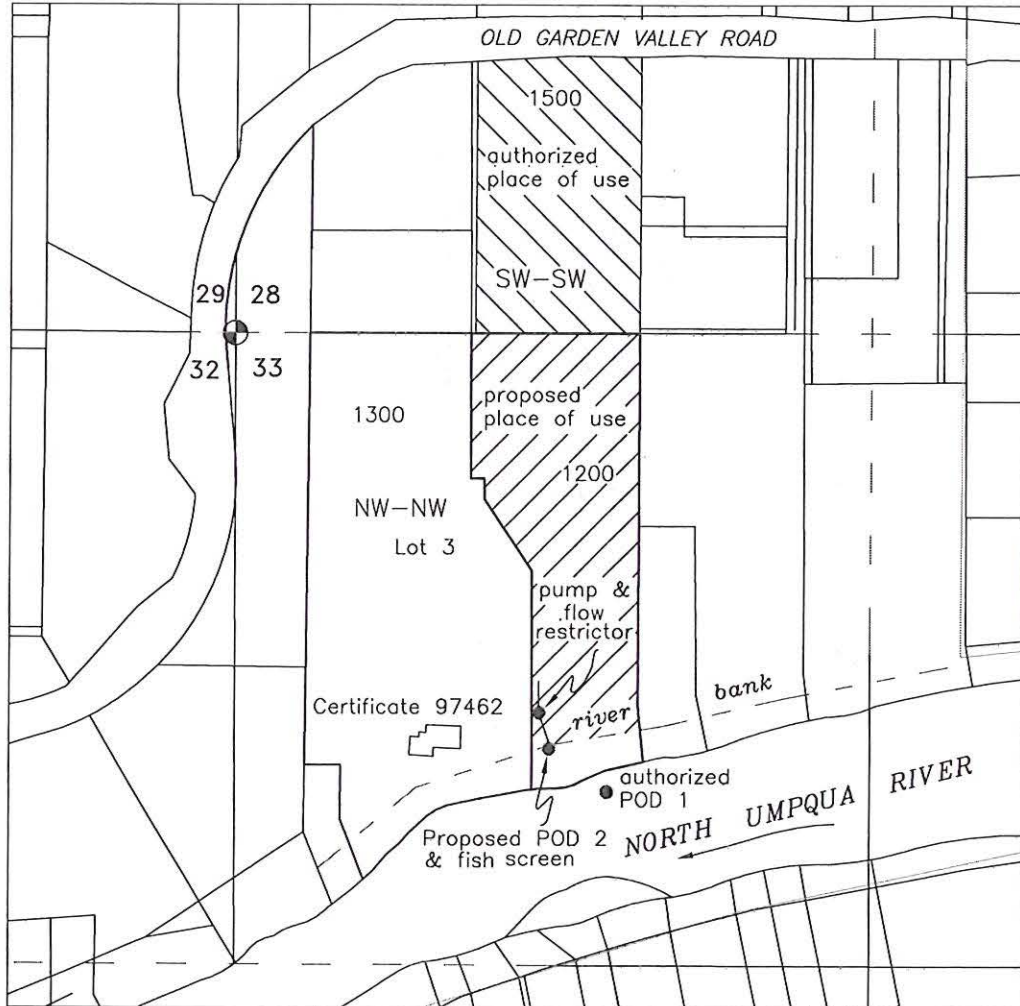 OLD GARDEN VALLEY ROAD
1500
authorized
place of use
SW-SW
29 28
32 33
proposed
place of use
1300
1200
NW-NW
Lot 3
pump &
flow
restrictor
bank
river
Certificate 97462
authorized
POD 1
Proposed POD 2
& fish screen
NORTH UMPQUA RIVER